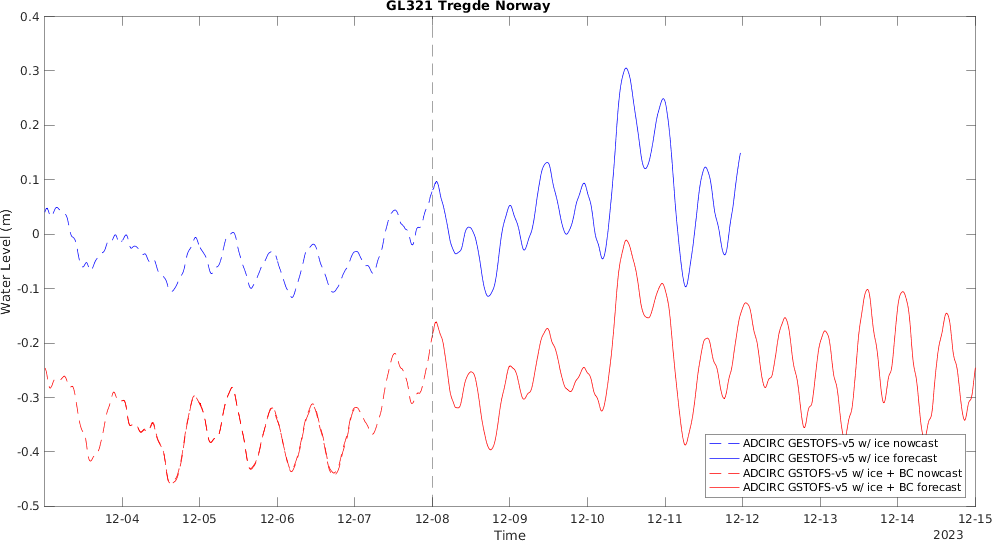 GL321 Tregde Norway
0.4
0.3
0.2
0.1
0
-0.1
-0.2
-0.3
-0.4
-0.5
Water Level (m)
12-04 12-05 12-06 12-07 12-08 12-09 12-10 12-11 12-12 12-13 12-14 12-15
Time
2023
ADCIRC GESTOFS-v5 w/ ice nowcast
ADCIRC GESTOFS-v5 w/ ice forecast
ADCIRC GSTOFS-v5 w/ ice + BC nowcast
ADCIRC GSTOFS-v5 w/ ice + BC forecast